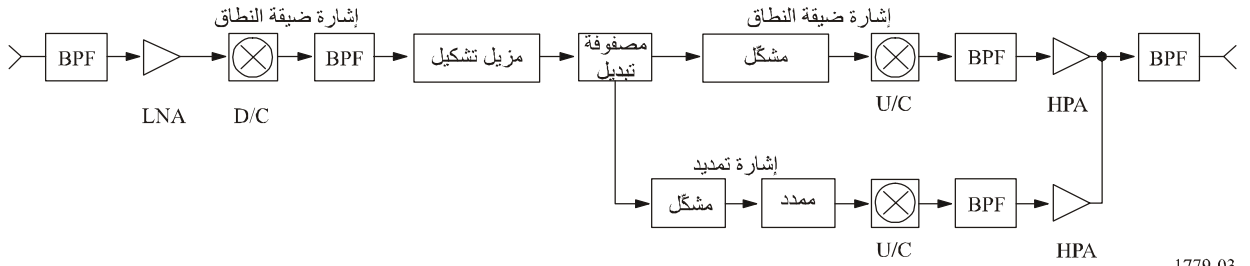 إشارة ضيقة النطاق
إشارة ضيقة النطاق
BPF
BPF
مزيل تشكيل
مصفوفة
تبديل
مشكّل
BPF
BPF
LNA
D/C
U/C
HPA
إشارة تمديد
مشكّل
ممدد
BPF
U/C
HPA
1779-03